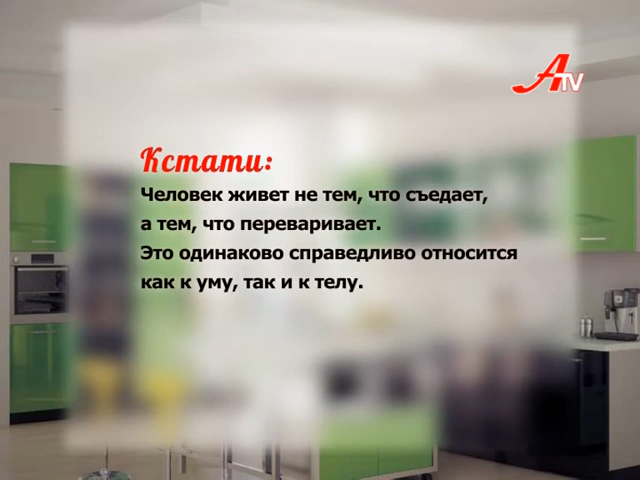 ATV
Кстати:
Человек живет не тем, что съедает,
а тем, что переваривает.
Это одинаково справедливо относится
как к уму, так и к телу.